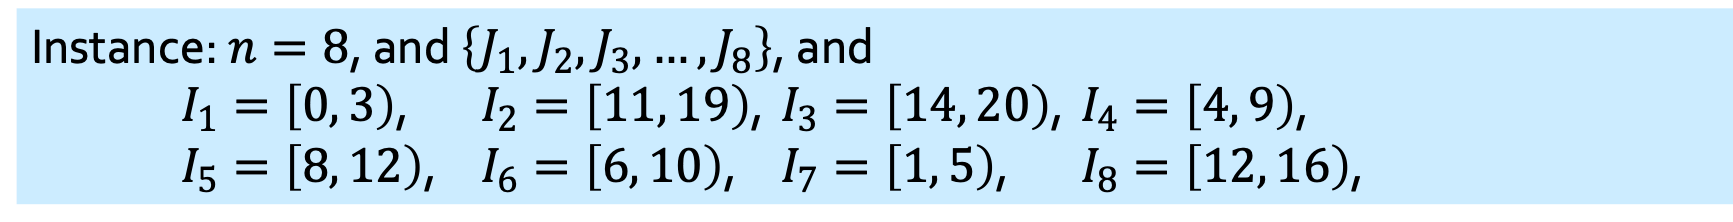 Instance: n = 8, and {J₁, J₂, J₃, ... , J₈}, and
I₁ = [0, 3), I₂ = [11, 19), I₃ = [14, 20), I₄ = [4, 9),
I₅ = [8, 12), I₆ = [6, 10), I₇ = [1, 5), I₈ = [12, 16),